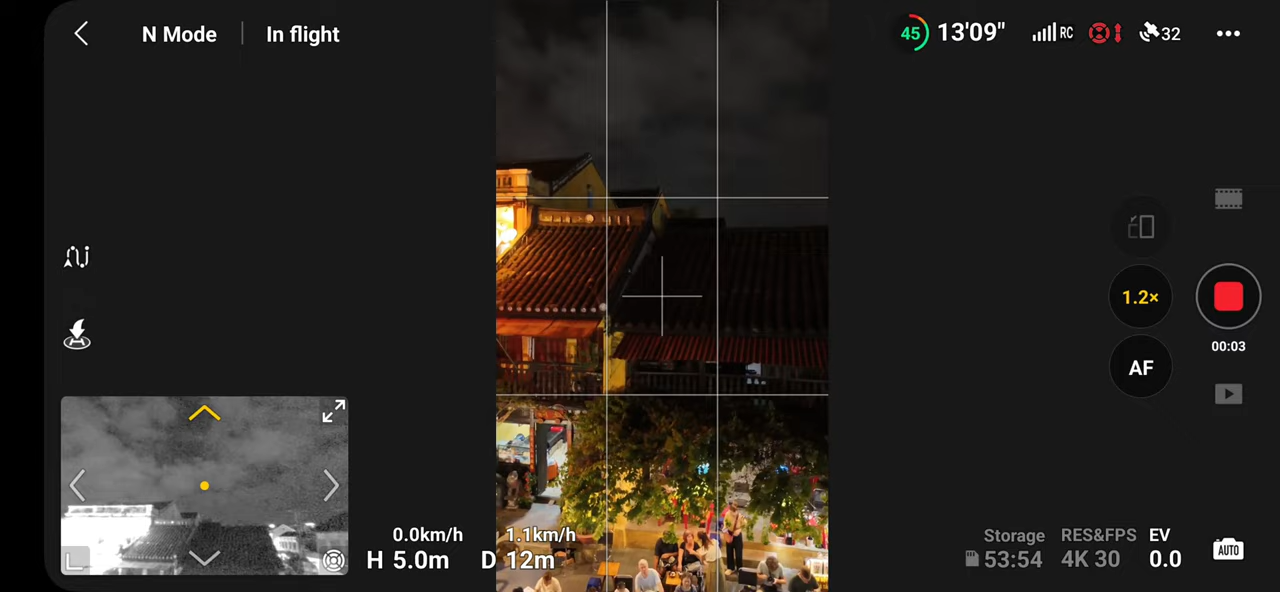 N Mode | In flight
45 13'09" RC 32
1.2×
AF
00:03
0.0km/h 1.1km/h
H 5.0m D 12m
Storage RES&FPS EV
53:54 4K 30 0.0
AUTO
L